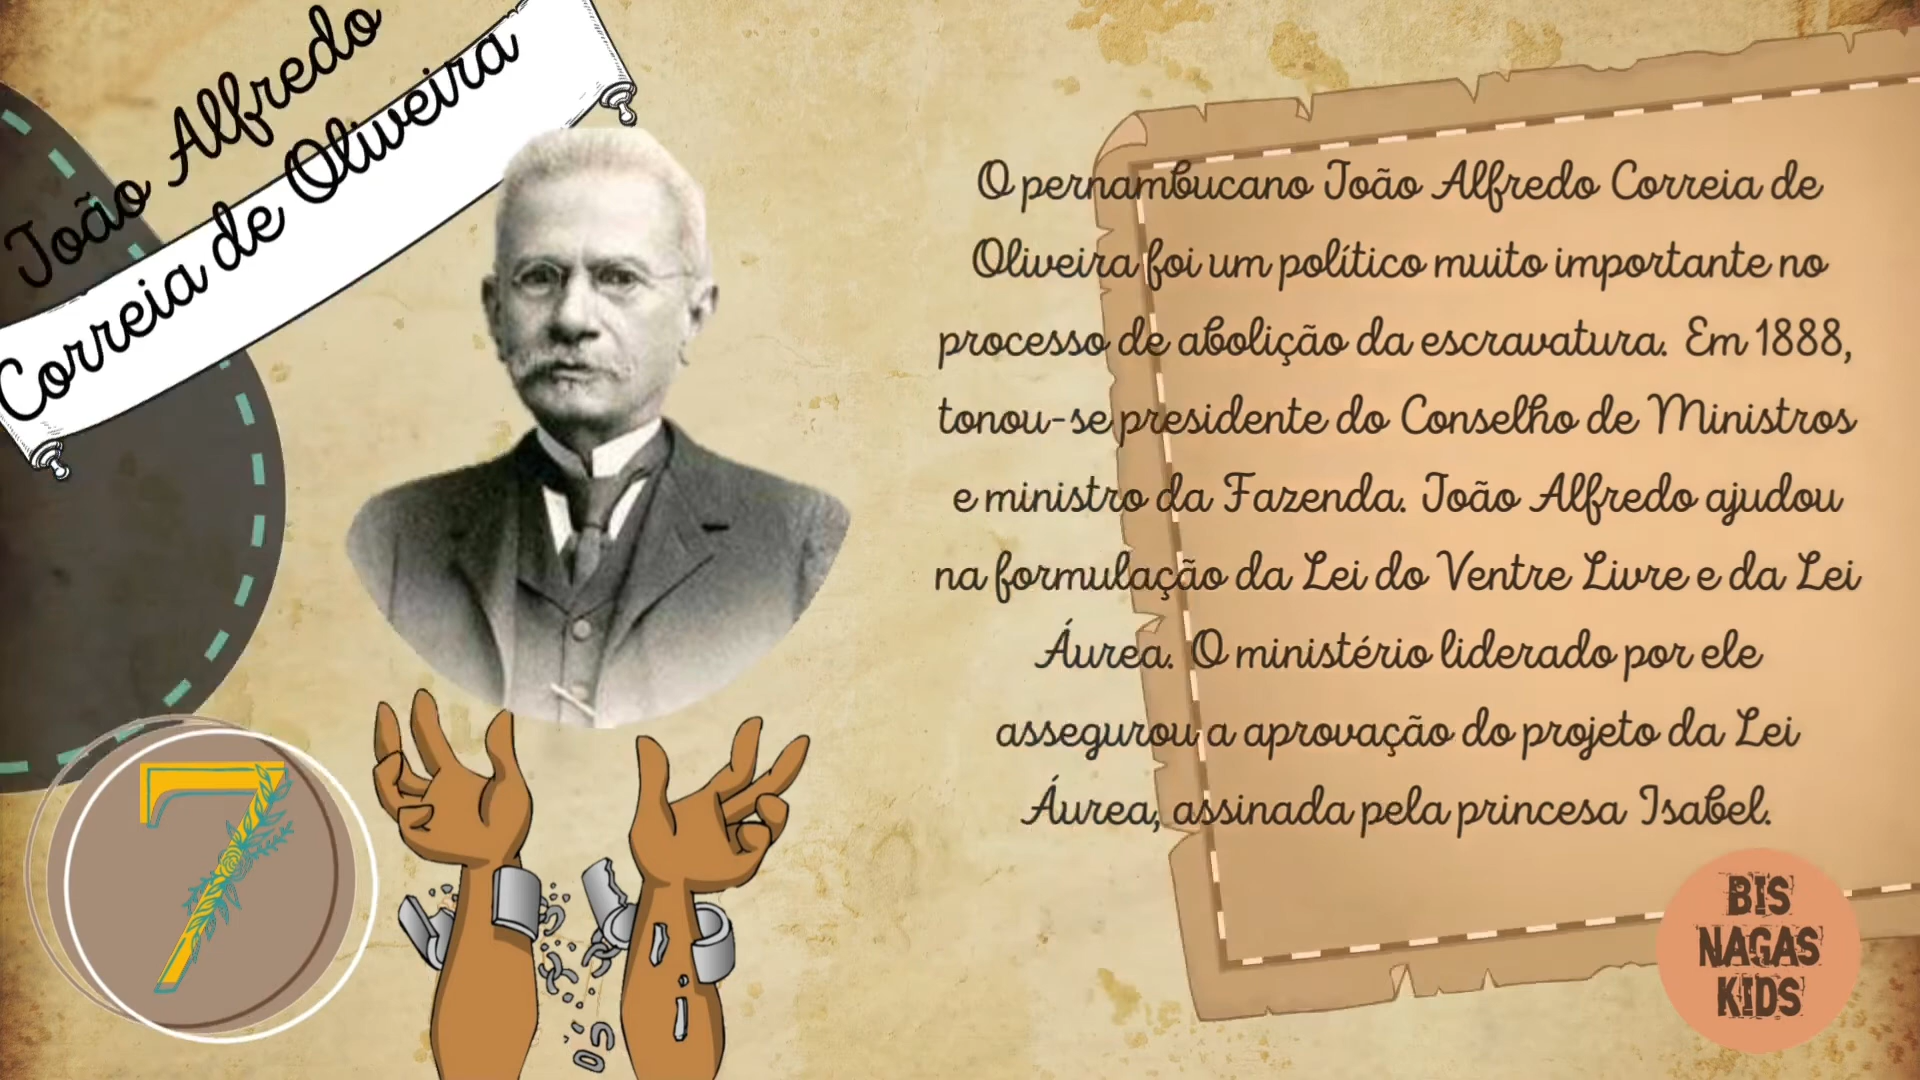 João Alfredo
Correia de Oliveira
O pernambucano João Alfredo Correia de
Oliveira foi um político muito importante no
processo de abolição da escravatura. Em 1888,
tonou-se presidente do Conselho de Ministros
e ministro da Fazenda. João Alfredo ajudou
na formulação da Lei do Ventre Livre e da Lei
Áurea. O ministério liderado por ele
assegurou a aprovação do projeto da Lei
Áurea, assinada pela princesa Isabel.
7
BIS
NAGAS
KIDS